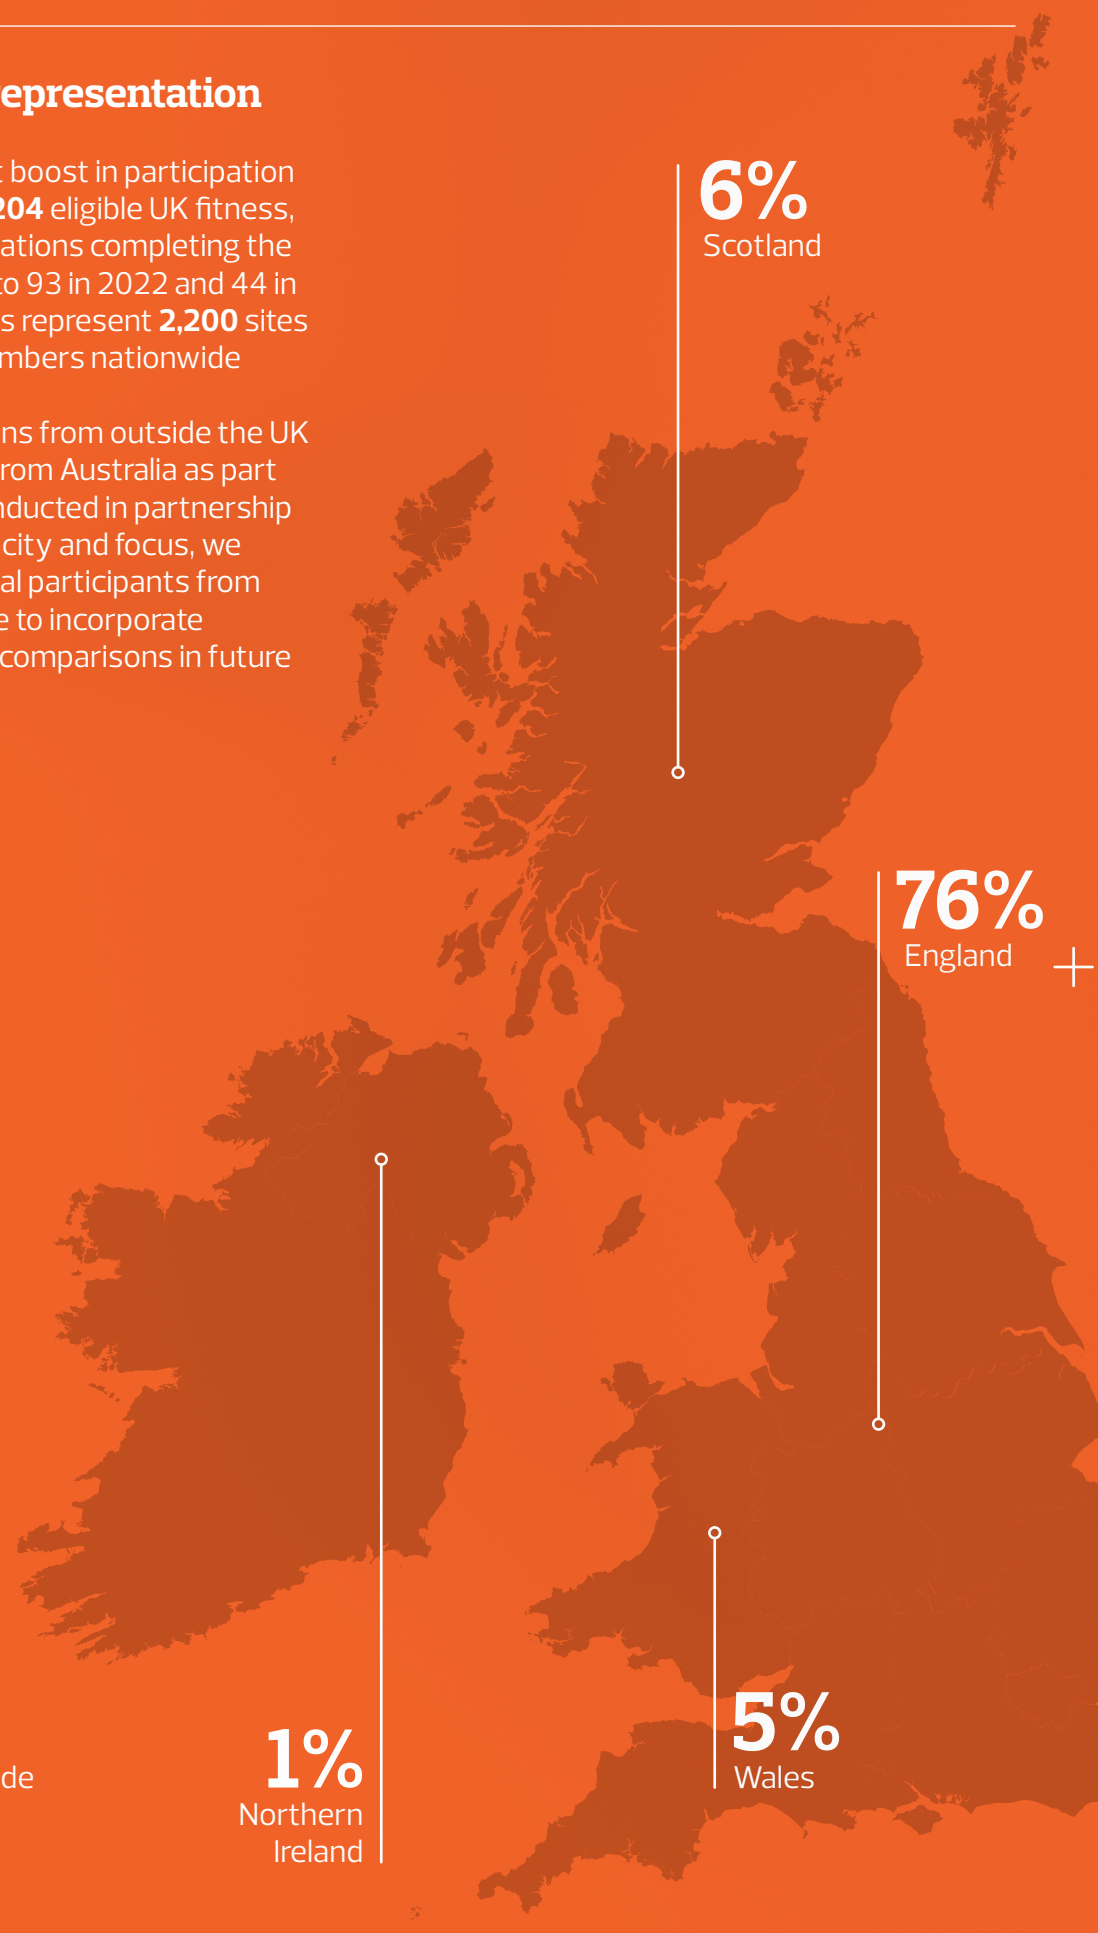 epresentation
boost in participation
204 eligible UK fitness,
ations completing the
to 93 in 2022 and 44 in
s represent 2,200 sites
mbers nationwide
ns from outside the UK
rom Australia as part
nducted in partnership
city and focus, we
al participants from
e to incorporate
comparisons in future
6%
Scotland
76%
England
5%
Wales
1%
Northern
Ireland
de